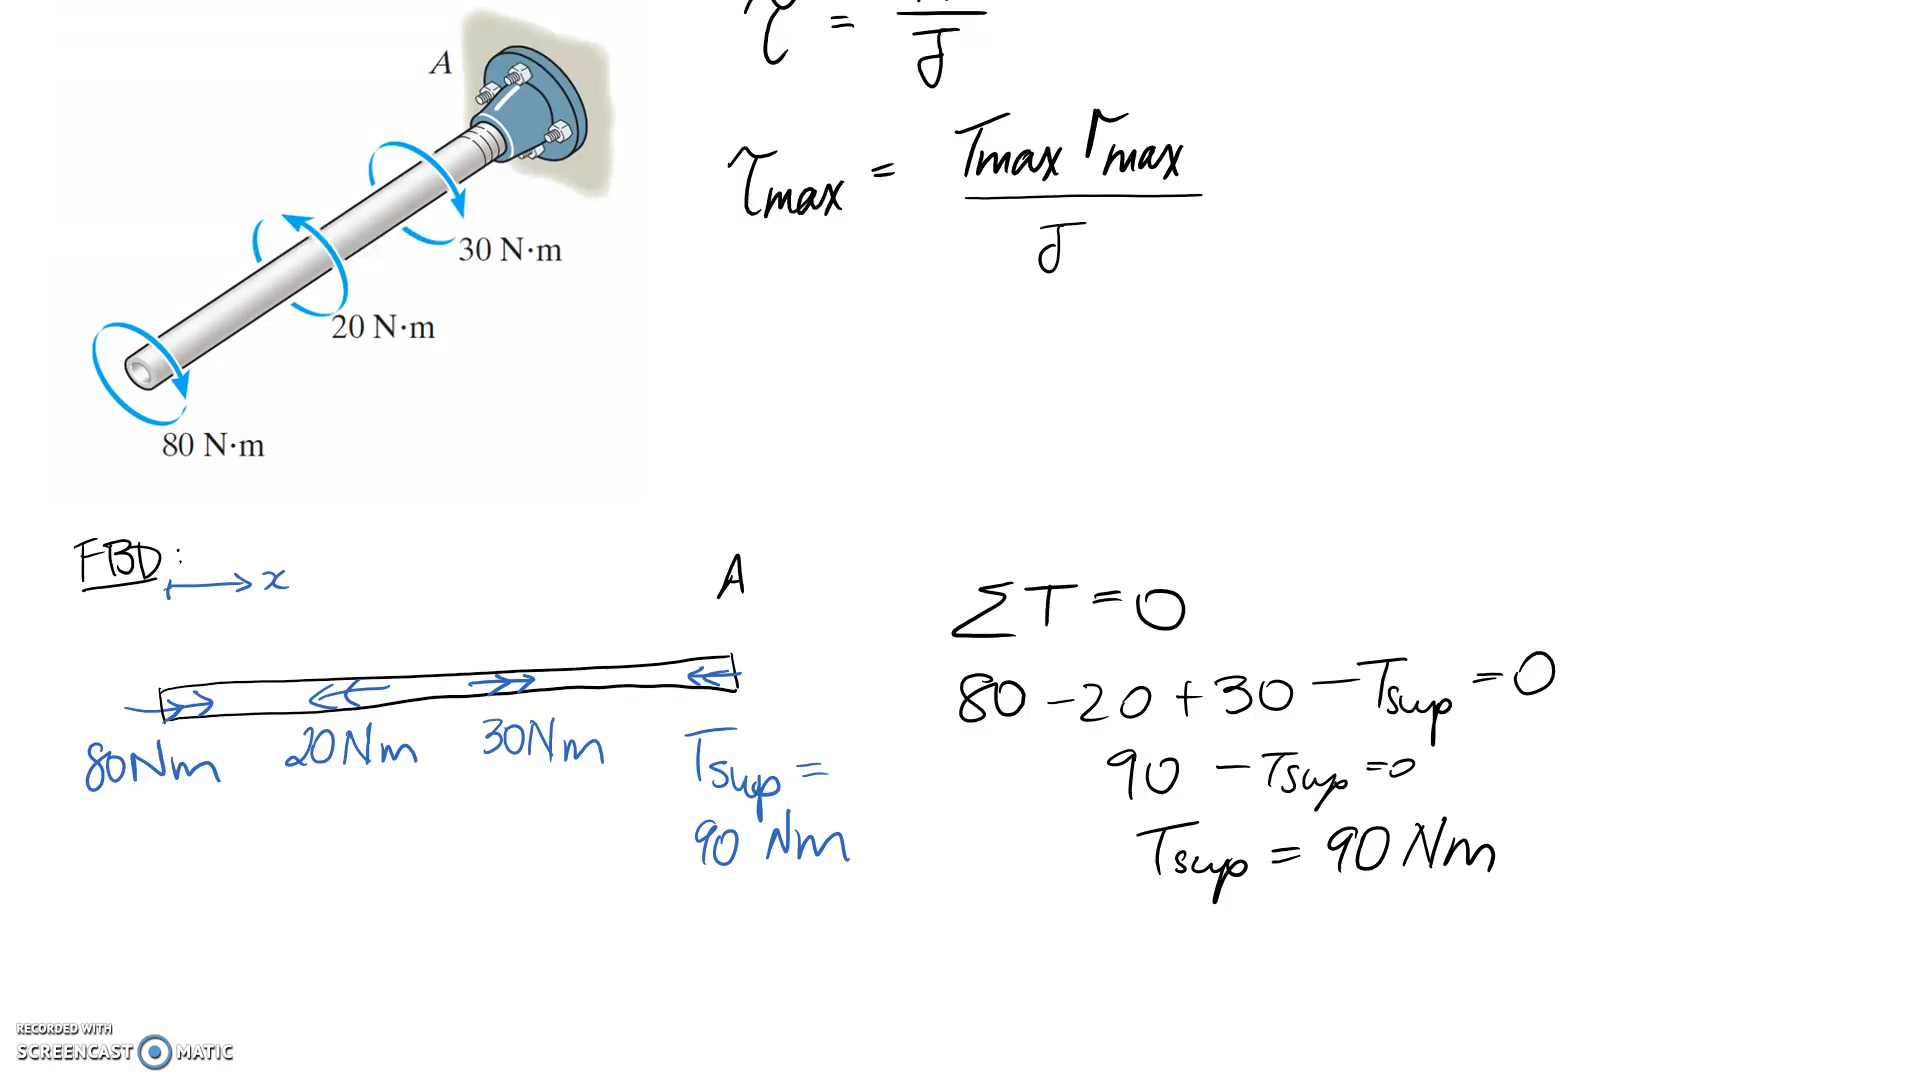 A
30 N·m
20 N·m
80 N·m
τ =
J
τmax = Tmax rmax
J
FBD:
x
A
80Nm
20Nm
30Nm
Tsup =
90 Nm
ΣT=0
80 -20 +30 -Tsup =0
90 -Tsup =0
Tsup = 90 Nm
RECORDED WITH
SCREENCAST MATIC